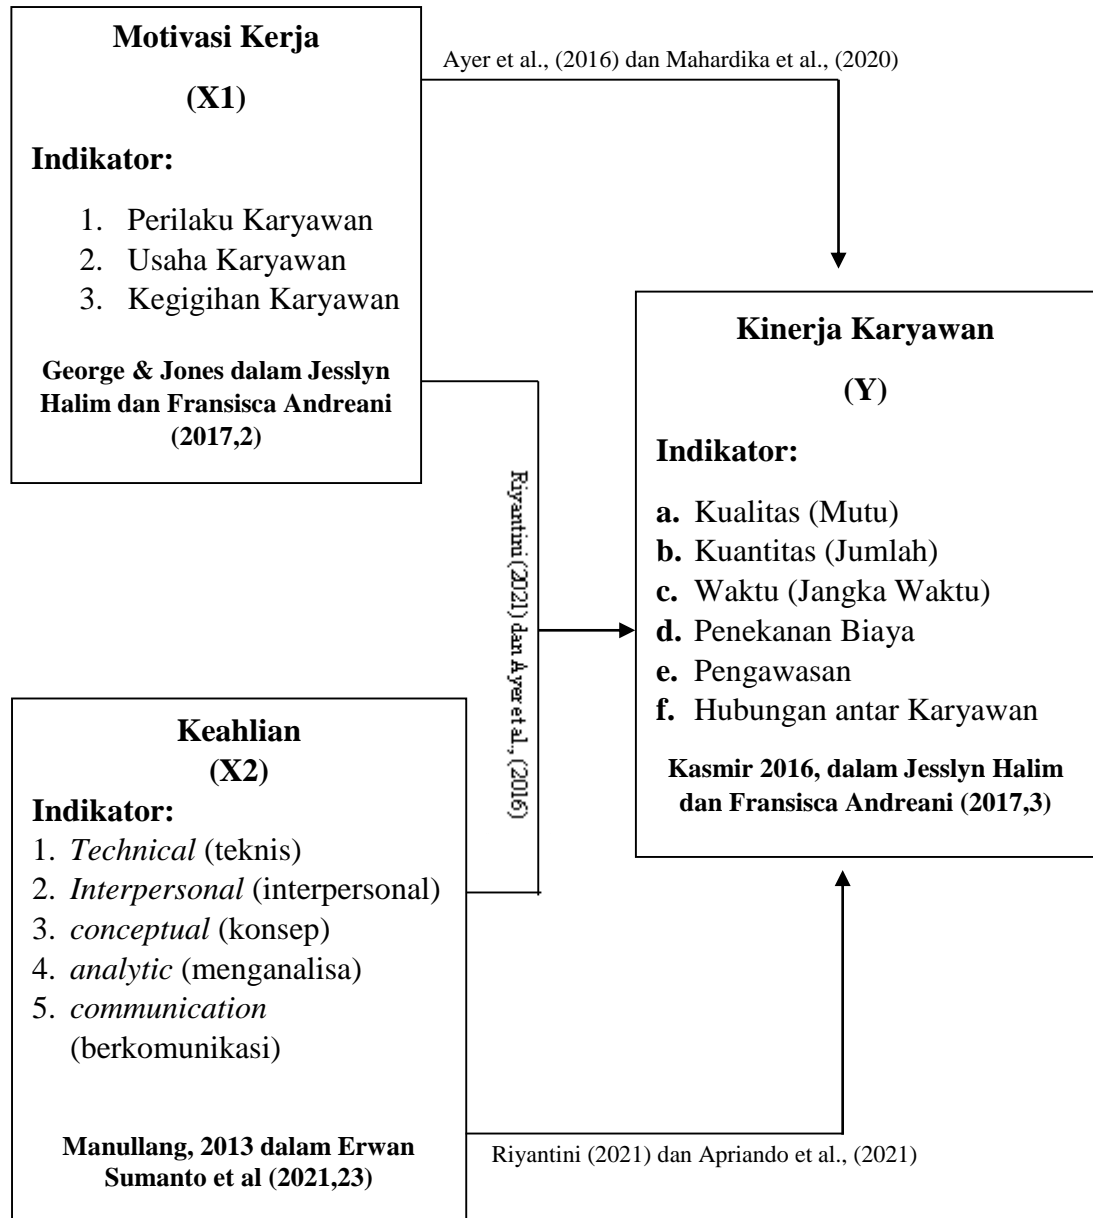 Motivasi Kerja
(X1)
Indikator:
1. Perilaku Karyawan
2. Usaha Karyawan
3. Kegigihan Karyawan
George & Jones dalam Jesslyn
Halim dan Fransisca Andreani
(2017,2)
Ayer et al., (2016) dan Mahardika et al., (2020)
Riyantini (2021) dan Ayer et al., (2016)
Kinerja Karyawan
(Y)
Indikator:
a. Kualitas (Mutu)
b. Kuantitas (Jumlah)
c. Waktu (Jangka Waktu)
d. Penekanan Biaya
e. Pengawasan
f. Hubungan antar Karyawan
Kasmir 2016, dalam Jesslyn Halim
dan Fransisca Andreani (2017,3)
Keahlian
(X2)
Indikator:
1. Technical (teknis)
2. Interpersonal (interpersonal)
3. conceptual (konsep)
4. analytic (menganalisa)
5. communication
(berkomunikasi)
Manullang, 2013 dalam Erwan
Sumanto et al (2021,23)
Riyantini (2021) dan Apriando et al., (2021)